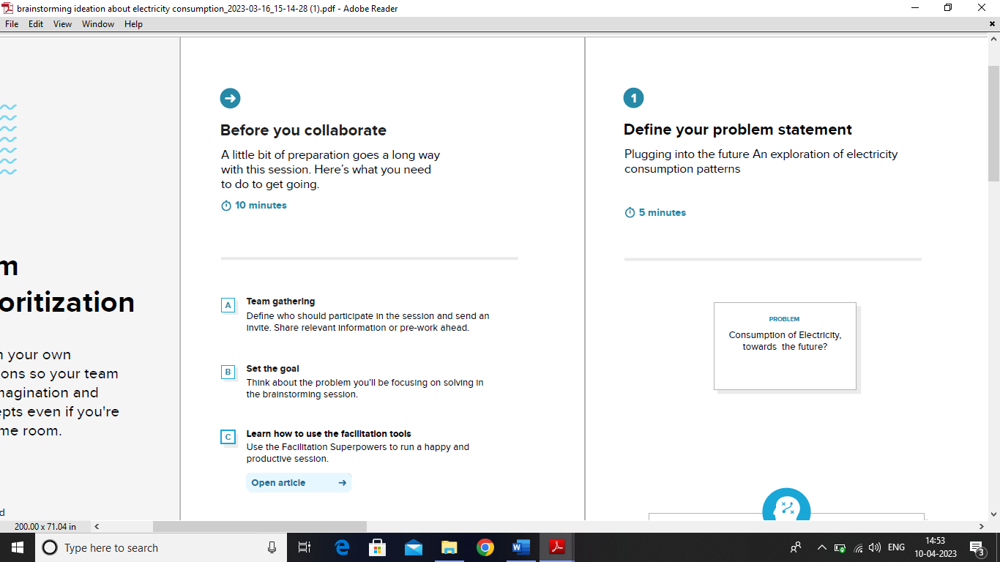 brainstorming ideation about electricity consumption_2023-03-16_15-14-28 (1).pdf - Adobe Reader
File Edit View Window Help
m
oritization
n your own
ons so your team
magination and
epts even if you're
me room.
d
Before you collaborate
A little bit of preparation goes a long way
with this session. Here’s what you need
to do to get going.
10 minutes
A
Team gathering
Define who should participate in the session and send an
invite. Share relevant information or pre-work ahead.
B
Set the goal
Think about the problem you'll be focusing on solving in
the brainstorming session.
C
Learn how to use the facilitation tools
Use the Facilitation Superpowers to run a happy and
productive session.
Open article
1
Define your problem statement
Plugging into the future An exploration of electricity
consumption patterns
5 minutes
PROBLEM
Consumption of Electricity,
towards the future?
200.00 x 71.04 in
Type here to search
ENG
14:53
10-04-2023
3